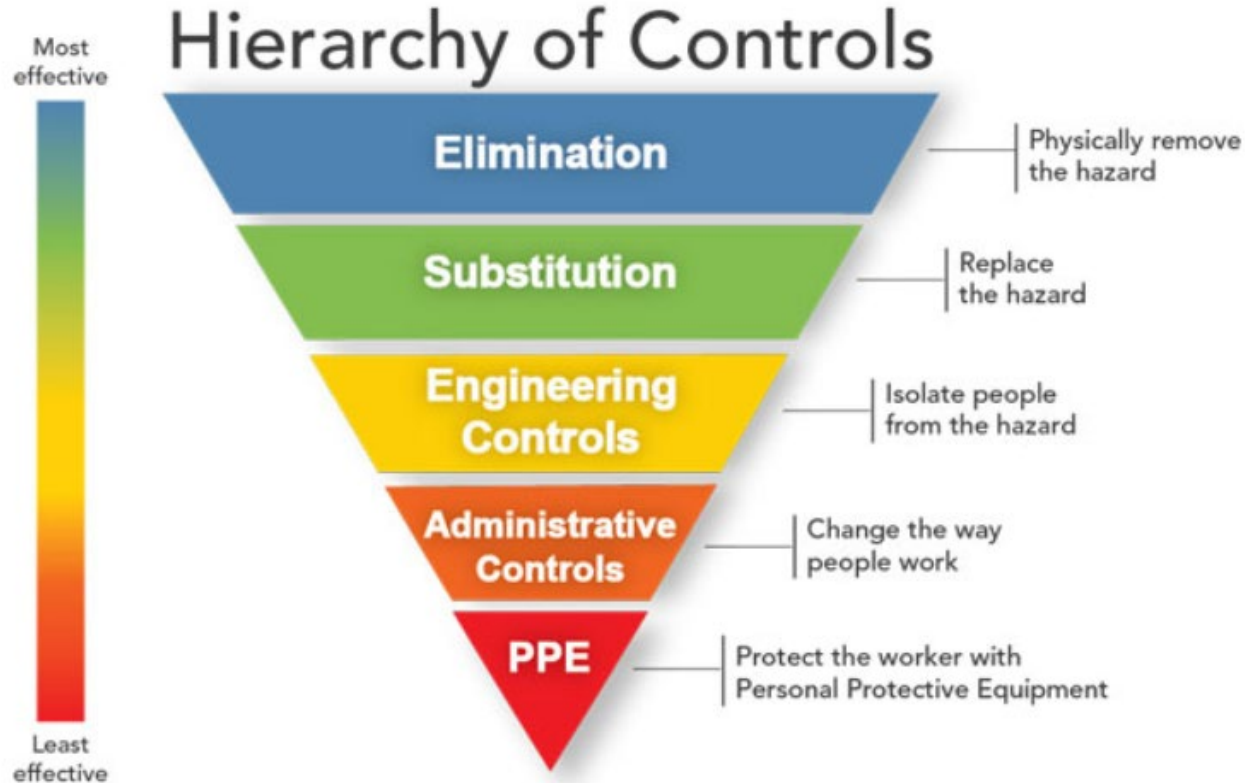 Hierarchy of Controls
Most
effective
Elimination
Physically remove
the hazard
Substitution
Replace
the hazard
Engineering
Controls
Isolate people
from the hazard
Administrative
Controls
Change the way
people work
PPE
Protect the worker with
Personal Protective Equipment
Least
effective